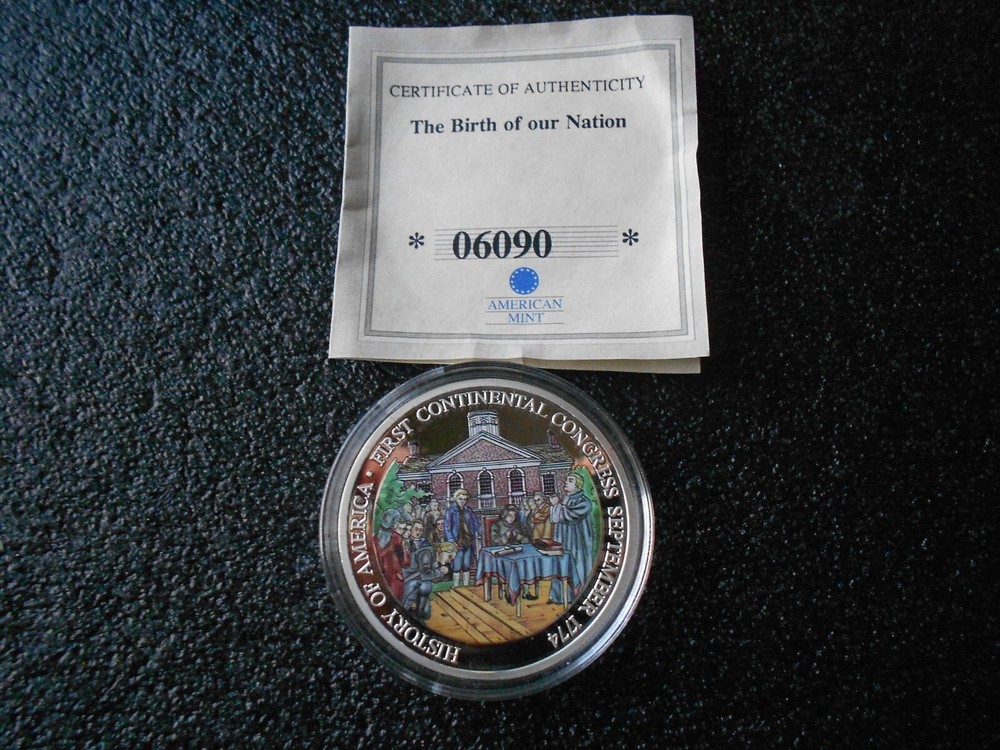 CERTIFICATE OF AUTHENTICITY
The Birth of our Nation
* 06090 *
AMERICAN
MINT
HISTORY OF AMERICA · FIRST CONTINENTAL CONGRESS SEPTEMBER 1774